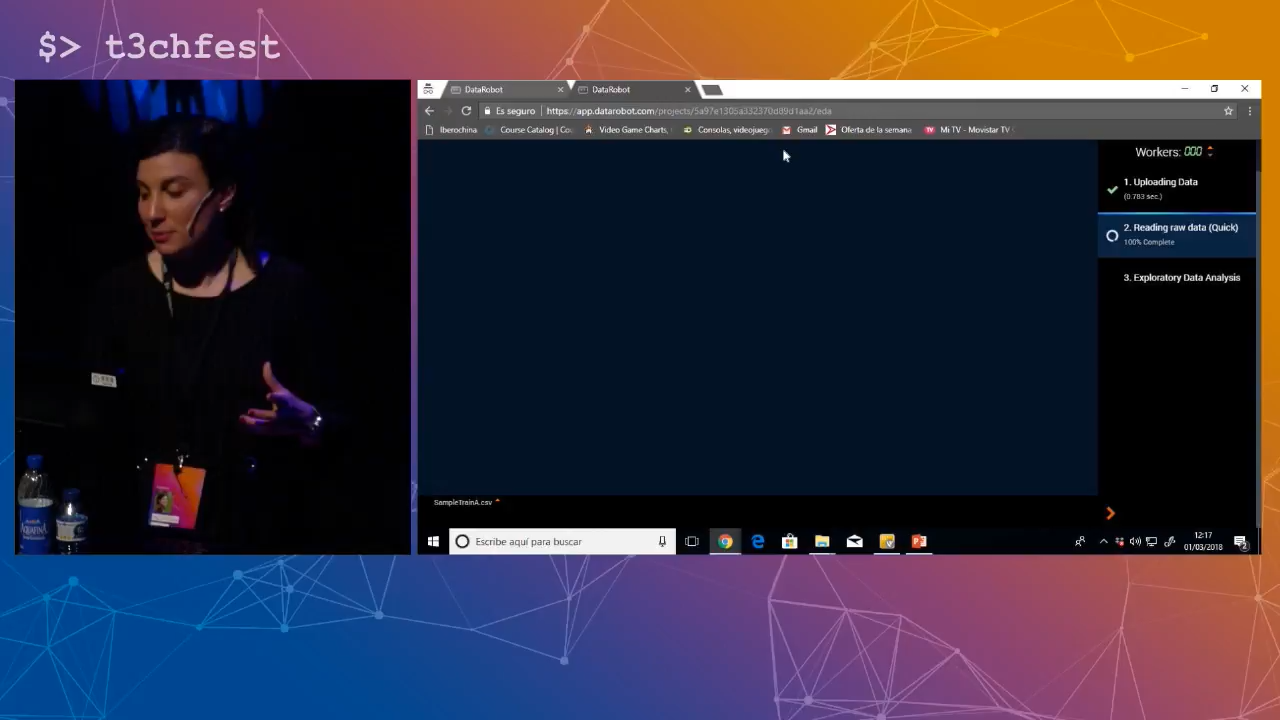 $> t3chfest
DataRobot
DataRobot
Es seguro
https://app.datarobot.com/projects/5a97e1305a332370d89d1aa2/eda
Iberochina
Course Catalog | Co
Video Game Charts,
Consolas, videojueg
Gmail
Oferta de la semana
Mi TV - Movistar TV
Workers: 000
1. Uploading Data
(0.783 sec.)
2. Reading raw data (Quick)
100% Complete
3. Exploratory Data Analysis
SampleTrainA.csv
AQUAFINA
Escribe aquí para buscar
12:17
01/03/2018